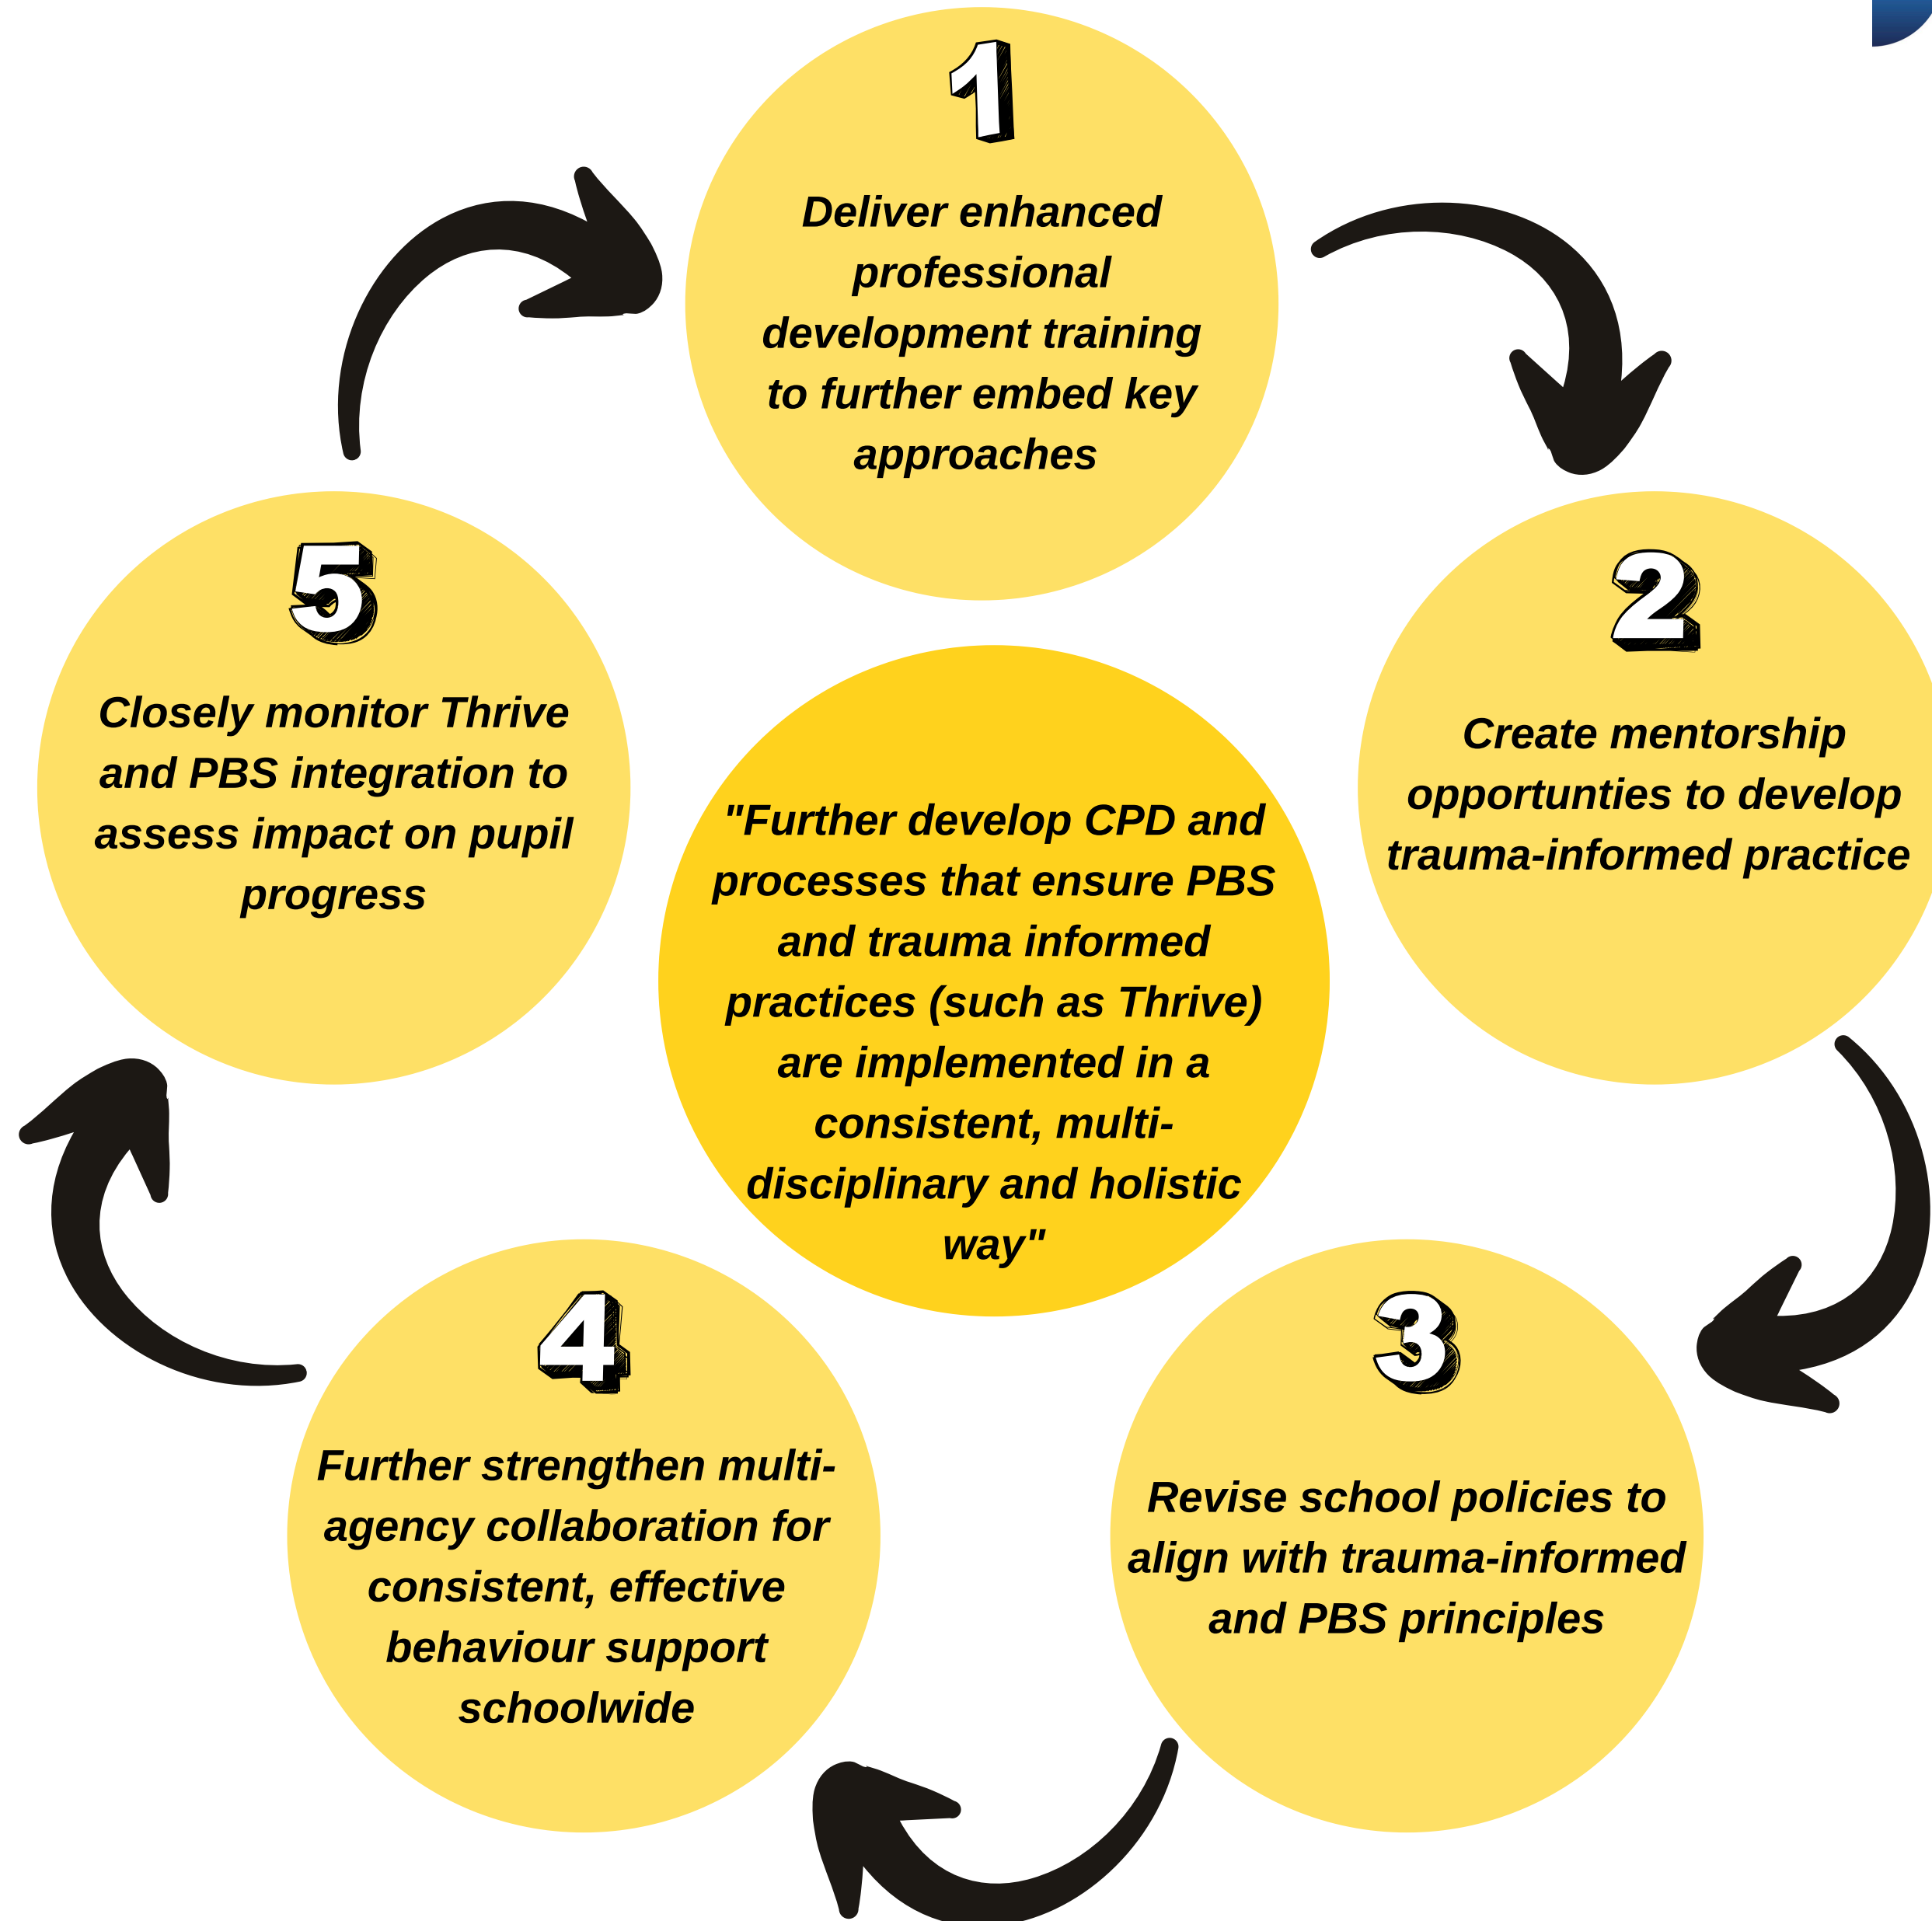 1
Deliver enhanced
professional
development training
to further embed key
approaches
2
Create mentorship
opportunties to develop
trauma-informed practice
3
Revise school policies to
align with trauma-informed
and PBS principles
4
Further strengthen multi-
agency collaboration for
consistent, effective
behaviour support
schoolwide
5
Closely monitor Thrive
and PBS integration to
assess impact on pupil
progress
"Further develop CPD and
processes that ensure PBS
and trauma informed
practices (such as Thrive)
are implemented in a
consistent, multi-
disciplinary and holistic
way"